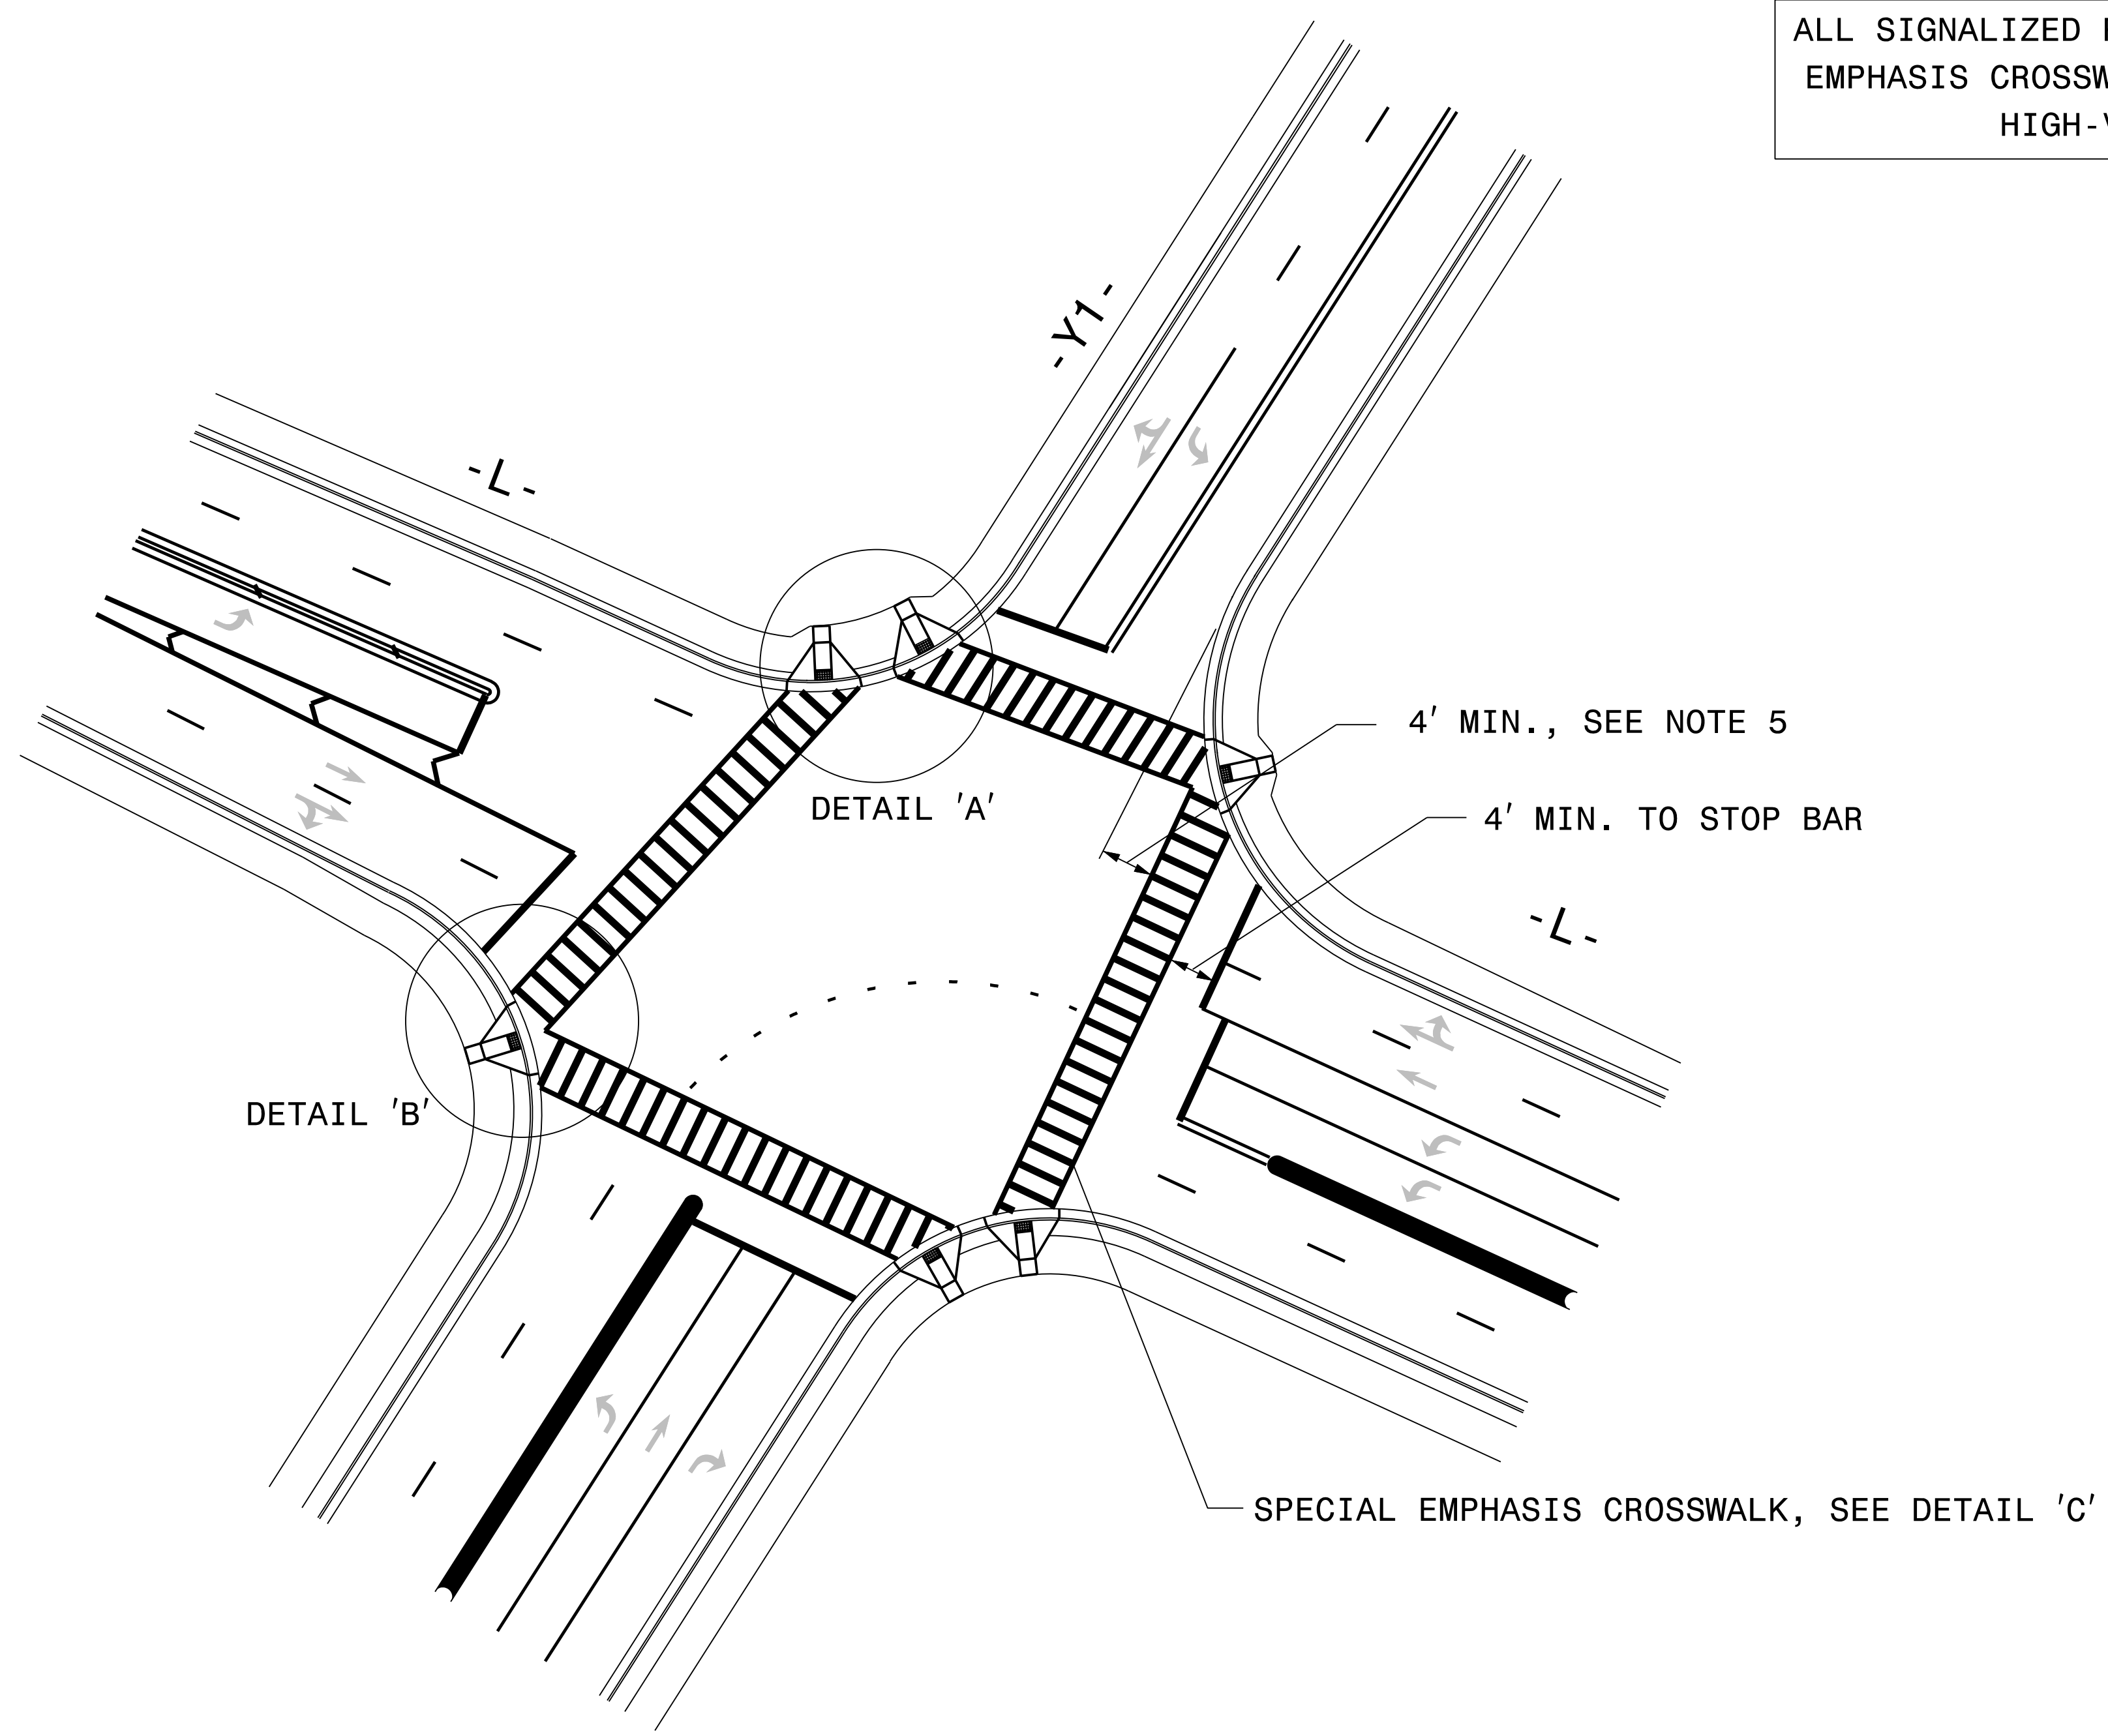 ALL SIGNALIZED
EMPHASIS
HIGH-
-Y1-
-L-
4' MIN., SEE NOTE 5
DETAIL 'A'
4' MIN. TO STOP BAR
-L-
DETAIL 'B'
SPECIAL EMPHASIS CROSSWALK, SEE DETAIL 'C'